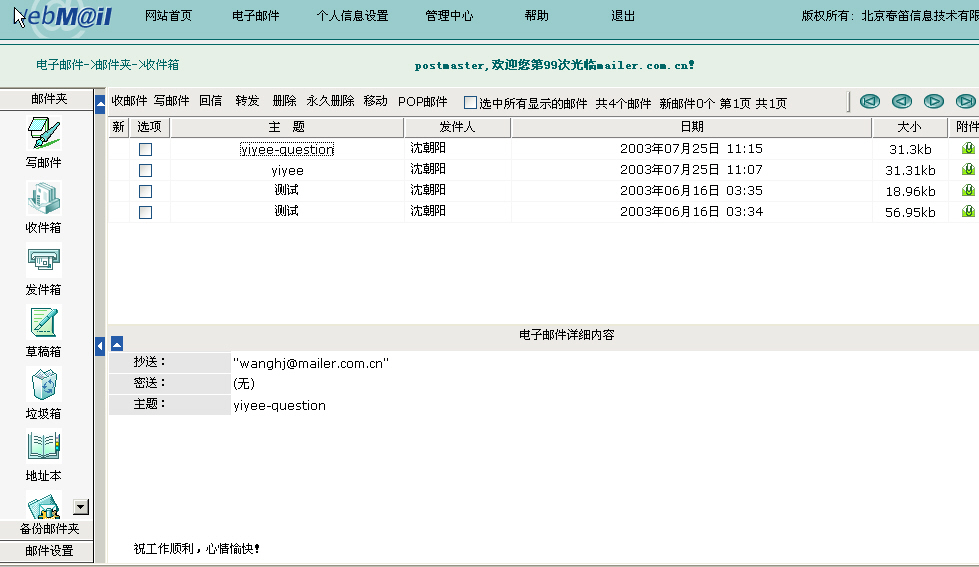 WebM@il 网站首页 电子邮件 个人信息设置 管理中心 帮助 退出 版权所有：北京春笛信息技术有限
电子邮件->邮件夹->收件箱 postmaster,欢迎您第99次光临mailer.com.cn!
邮件夹 收邮件 写邮件 回信 转发 删除 永久删除 移动 POP邮件 选中所有显示的邮件 共4个邮件 新邮件0个 第1页 共1页
新 选项 主 题 发件人 日期 大小 附件
yiyee-question 沈朝阳 2003年07月25日 11:15 31.3kb
yiyee 沈朝阳 2003年07月25日 11:07 31.31kb
测试 沈朝阳 2003年06月16日 03:35 18.96kb
测试 沈朝阳 2003年06月16日 03:34 56.95kb
写邮件
收件箱
发件箱
草稿箱
垃圾箱
地址本
备份邮件夹
邮件设置
电子邮件详细内容
抄送： "wanghj@mailer.com.cn"
密送： (无)
主题： yiyee-question
祝工作顺利，心情愉快！